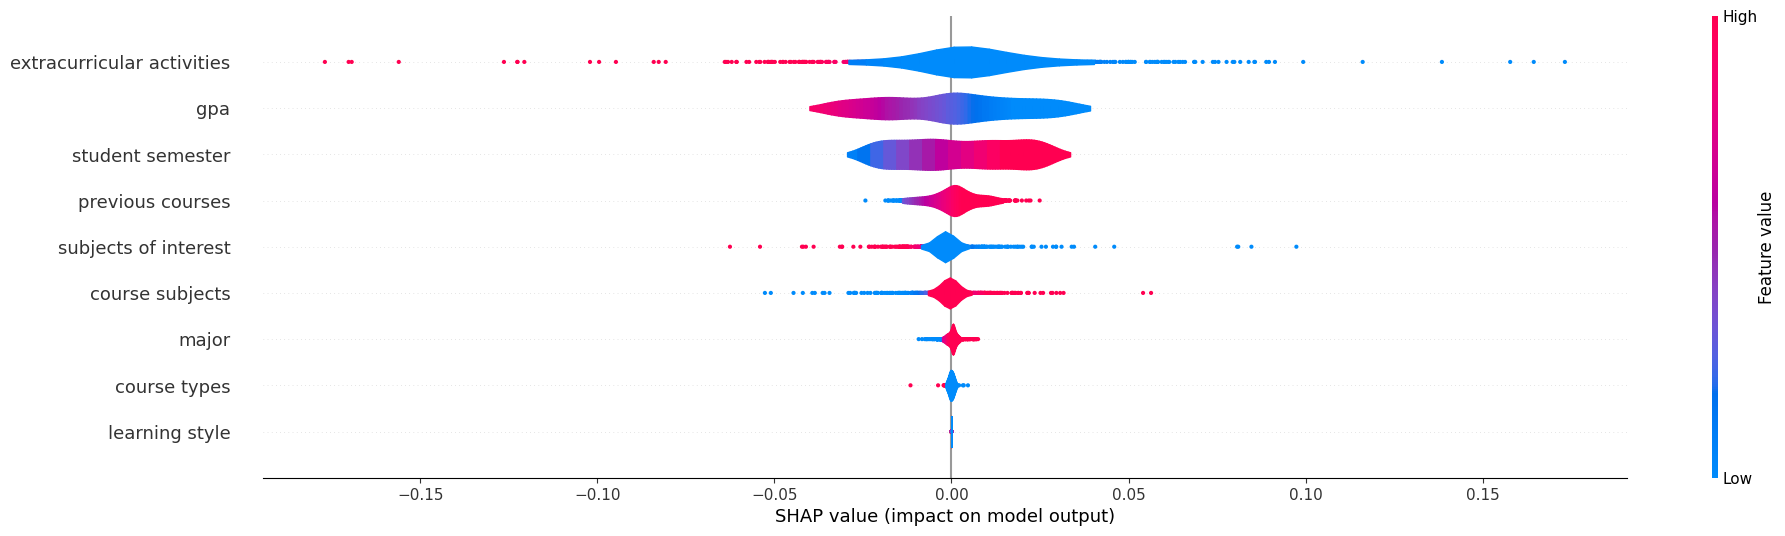 High
extracurricular activities
gpa
student semester
previous courses
subjects of interest
course subjects
major
course types
learning style
Feature value
Low
−0.15 −0.10 −0.05 0.00 0.05 0.10 0.15
SHAP value (impact on model output)